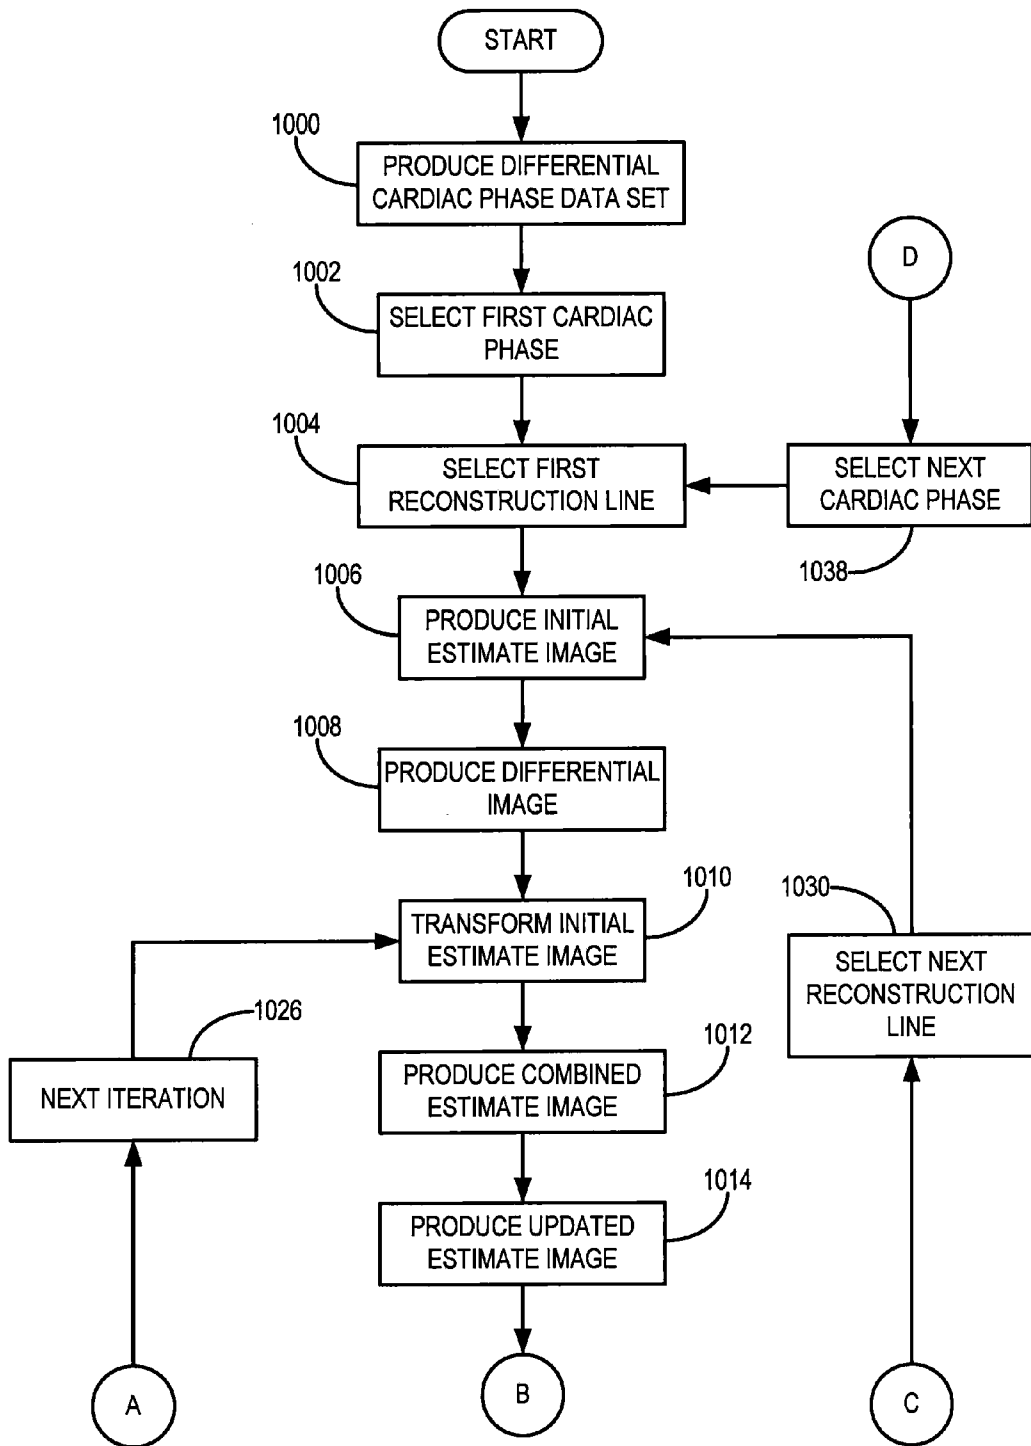 START
1000
PRODUCE DIFFERENTIAL
CARDIAC PHASE DATA SET
1002
SELECT FIRST CARDIAC
PHASE
D
1004
SELECT FIRST
RECONSTRUCTION LINE
SELECT NEXT
CARDIAC PHASE
1038
1006
PRODUCE INITIAL
ESTIMATE IMAGE
1008
PRODUCE DIFFERENTIAL
IMAGE
1010
TRANSFORM INITIAL
ESTIMATE IMAGE
1030
SELECT NEXT
RECONSTRUCTION
LINE
1026
NEXT ITERATION
1012
PRODUCE COMBINED
ESTIMATE IMAGE
1014
PRODUCE UPDATED
ESTIMATE IMAGE
A
B
C